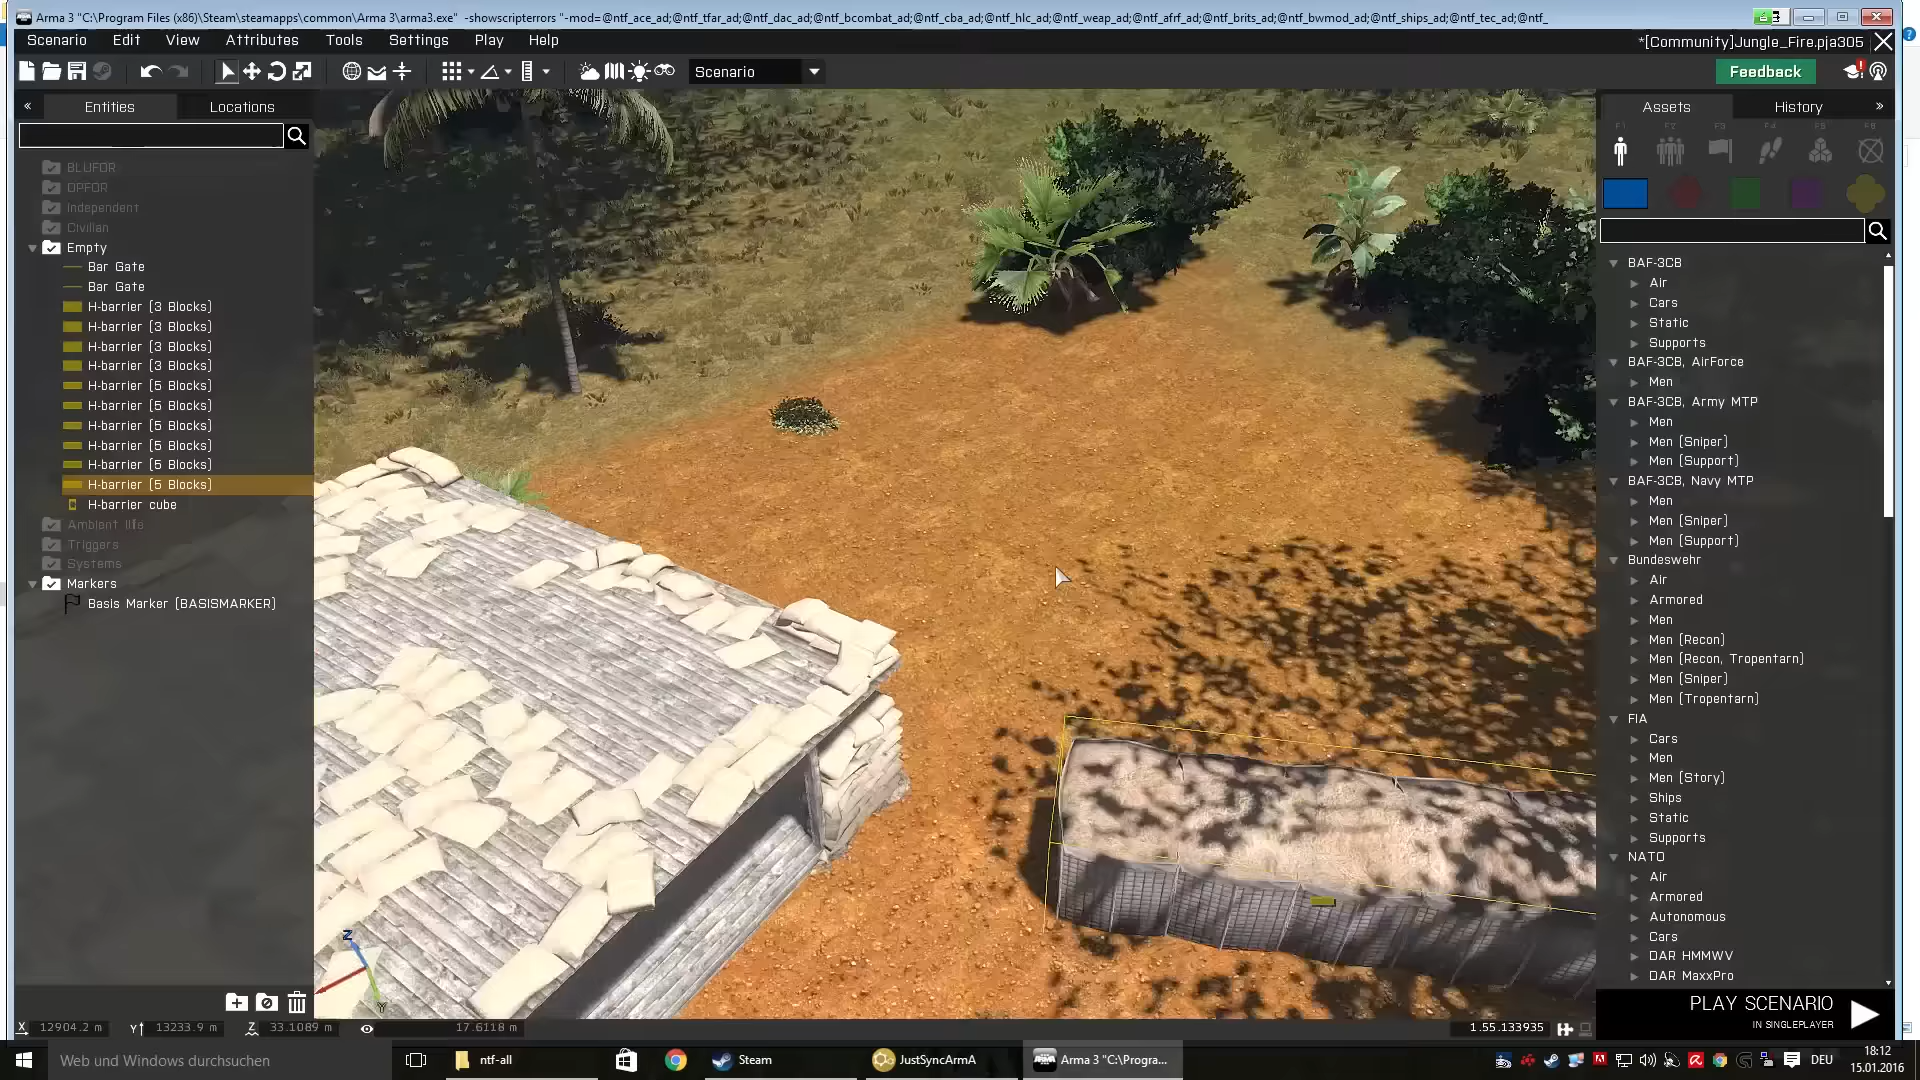 Arma 3 "C:\Program Files (x86)\Steam\steamapps\common\Arma 3\arma3.exe" -showscripterrors "-mod=@ntf_ace_ad;@ntf_tfar_ad;@ntf_dac_ad;@ntf_bcombat_ad;@ntf_cba_ad;@ntf_hlc_ad;@ntf_weap_ad;@ntf_afrf_ad;@ntf_brits_ad;@ntf_bwmod_ad;@ntf_ships_ad;@ntf_tec_ad;@ntf_
Scenario Edit View Attributes Tools Settings Play Help
*[Community]Jungle_Fire.pja305
Scenario
Feedback
Entities Locations
BLUFOR
OPFOR
Independent
Civilian
Empty
Bar Gate
Bar Gate
H-barrier (3 Blocks)
H-barrier (3 Blocks)
H-barrier (3 Blocks)
H-barrier (3 Blocks)
H-barrier (5 Blocks)
H-barrier (5 Blocks)
H-barrier (5 Blocks)
H-barrier (5 Blocks)
H-barrier (5 Blocks)
H-barrier (5 Blocks)
H-barrier cube
Ambient life
Triggers
Systems
Markers
Basis Marker (BASISMARKER)
Z
Y
X 12904.2 m Y 13233.9 m Z 33.1089 m 17.6118 m
1.55.133935
Assets History
F1 F2 F3 F4 F5 F6
BAF-3CB
Air
Cars
Static
Supports
BAF-3CB, AirForce
Men
BAF-3CB, Army MTP
Men
Men (Sniper)
Men (Support)
BAF-3CB, Navy MTP
Men
Men (Sniper)
Men (Support)
Bundeswehr
Air
Armored
Men
Men (Recon)
Men (Recon, Tropentarn)
Men (Sniper)
Men (Tropentarn)
FIA
Cars
Men
Men (Story)
Ships
Static
Supports
NATO
Air
Armored
Autonomous
Cars
DAR HMMWV
DAR MaxxPro
PLAY SCENARIO
IN SINGLEPLAYER
Web und Windows durchsuchen
ntf-all
Steam
JustSyncArmA
Arma 3 "C:\Progra...
DEU
18:12
15.01.2016